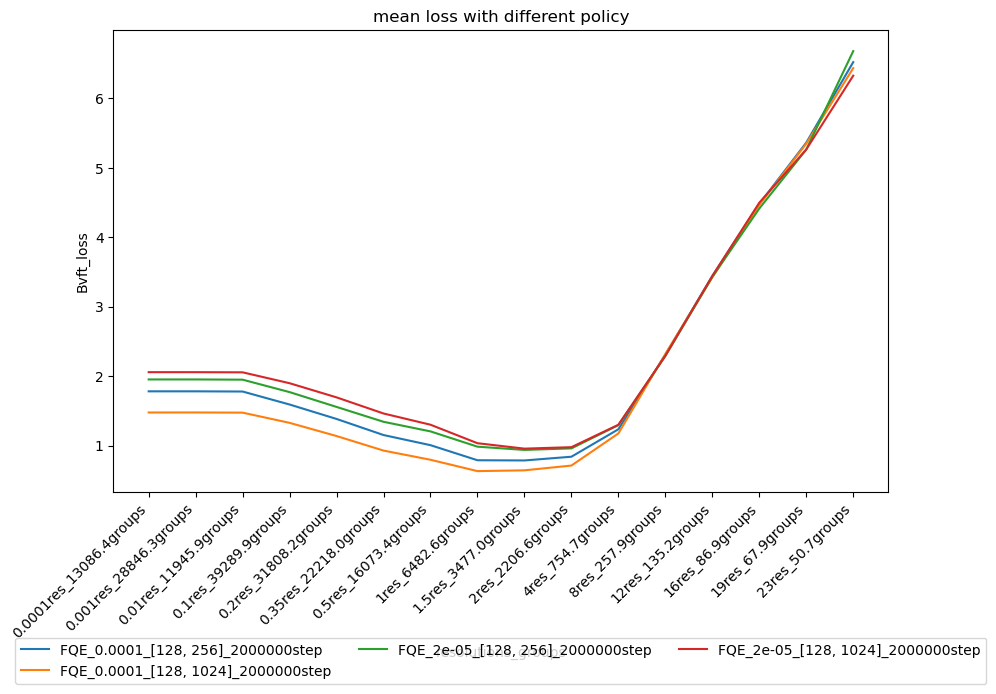 mean loss with different policy
Bvft_loss
6
5
4
3
2
1
0.0001res_13086.4groups
0.001res_28846.3groups
0.01res_11945.9groups
0.1res_39289.9groups
0.2res_31808.2groups
0.35res_22218.0groups
0.5res_16073.4groups
1res_6482.6groups
1.5res_3477.0groups
2res_2206.6groups
4res_754.7groups
8res_257.9groups
12res_135.2groups
16res_86.9groups
19res_67.9groups
23res_50.7groups
FQE_0.0001_[128, 256]_2000000step
FQE_0.0001_[128, 1024]_2000000step
FQE_2e-05_[128, 256]_2000000step
FQE_2e-05_[128, 1024]_2000000step